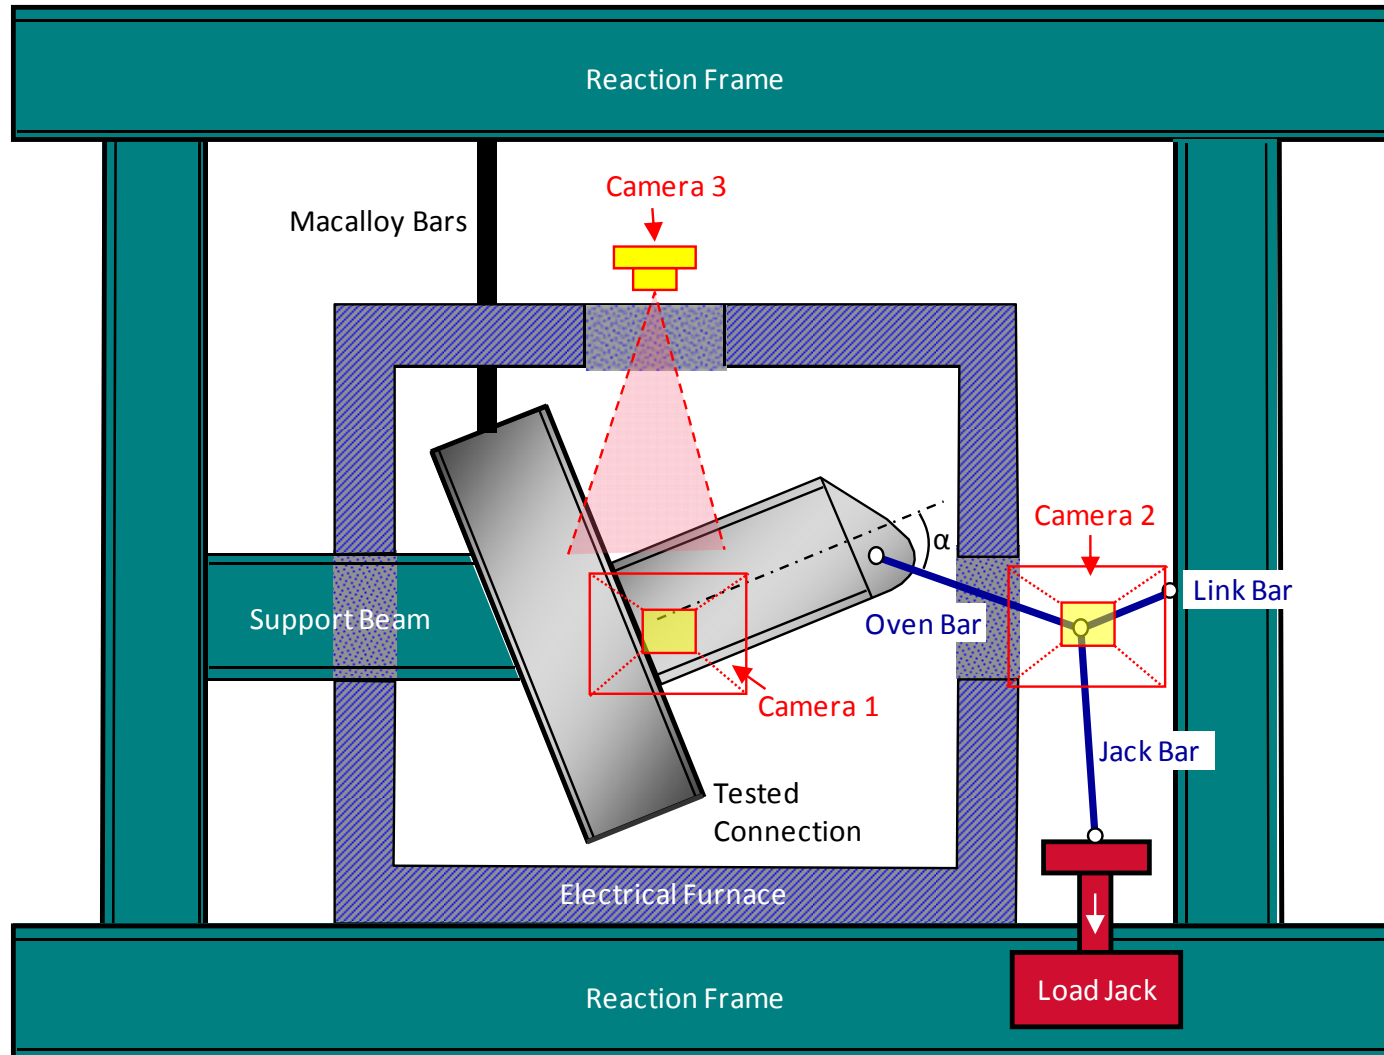 Reaction Frame
Camera 3
Macalloy Bars
Camera 2
α
Link Bar
Support Beam
Oven Bar
Camera 1
Jack Bar
Tested
Connection
Electrical Furnace
Load Jack
Reaction Frame